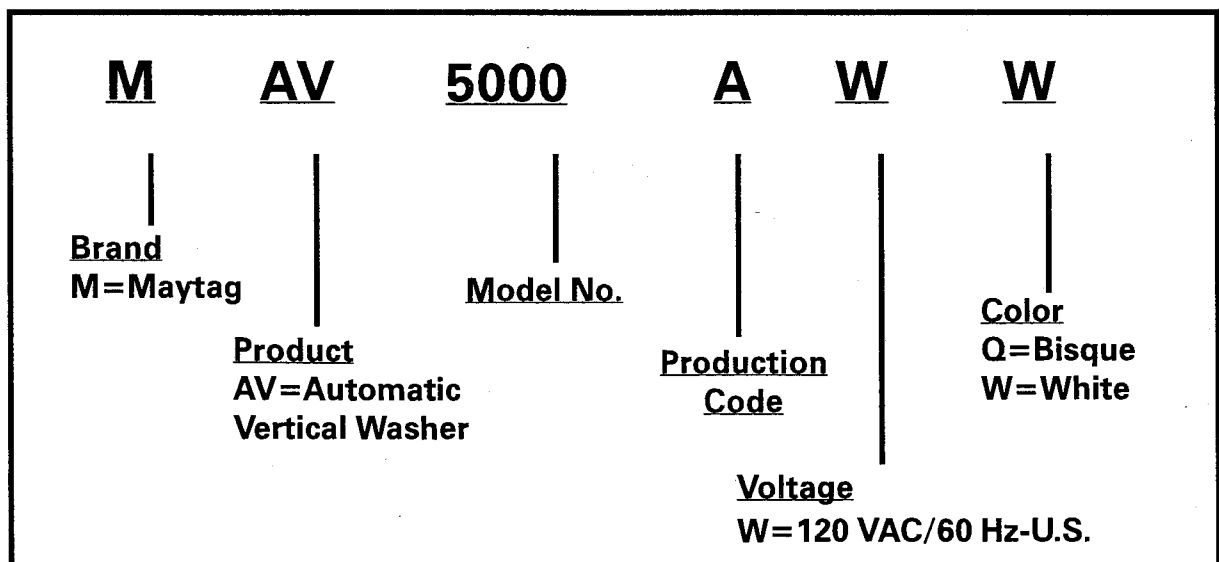 M AV 5000 A W W
Brand
M=Maytag
Product
AV=Automatic
Vertical Washer
Model No.
Production
Code
Voltage
W=120 VAC/60 Hz-U.S.
Color
Q=Bisque
W=White